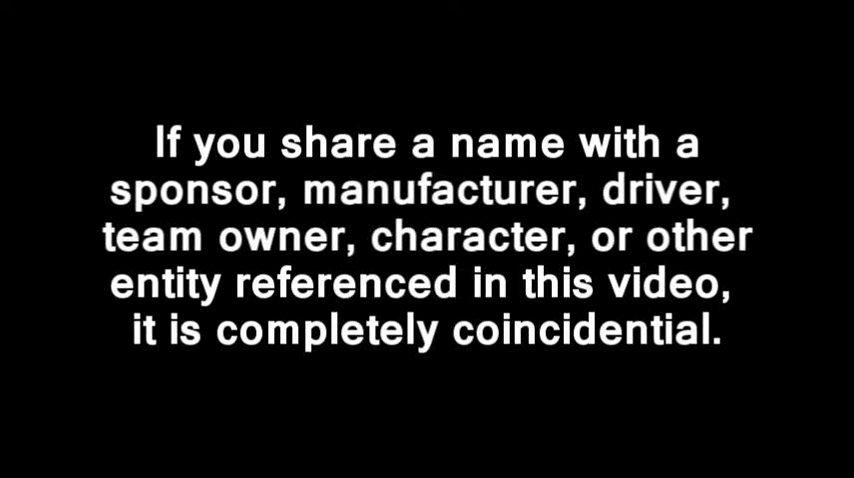 If you share a name with a
sponsor, manufacturer, driver,
team owner, character, or other
entity referenced in this video,
it is completely coincidential.